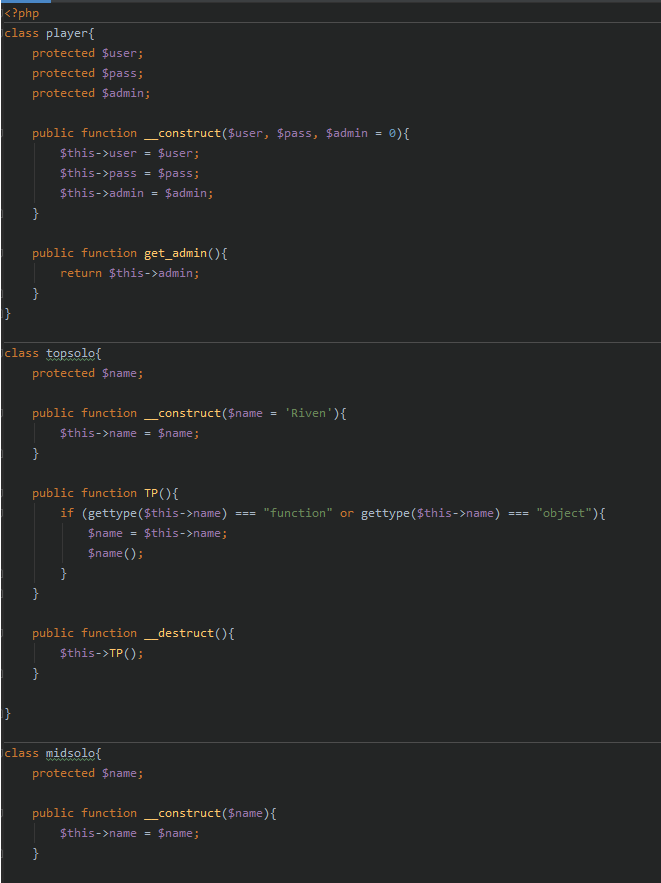 <?php
class player{
    protected $user;
    protected $pass;
    protected $admin;

    public function __construct($user, $pass, $admin = 0){
        $this->user = $user;
        $this->pass = $pass;
        $this->admin = $admin;
    }

    public function get_admin(){
        return $this->admin;
    }
}

class topsolo{
    protected $name;

    public function __construct($name = 'Riven'){
        $this->name = $name;
    }

    public function TP(){
        if (gettype($this->name) === "function" or gettype($this->name) === "object"){
            $name = $this->name;
            $name();
        }
    }

    public function __destruct(){
        $this->TP();
    }

}

class midsolo{
    protected $name;

    public function __construct($name){
        $this->name = $name;
    }